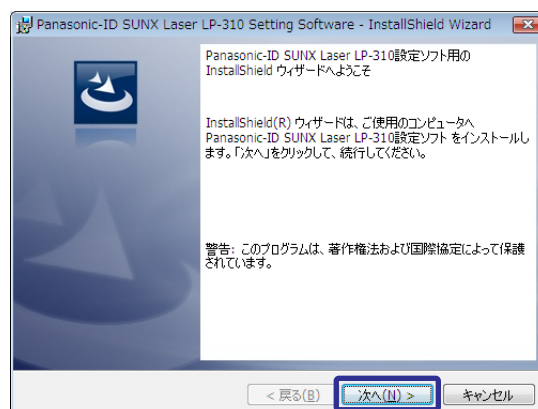 Panasonic-ID SUNX Laser LP-310 Setting Software - InstallShield Wizard
Panasonic-ID SUNX Laser LP-310設定ソフト用の
InstallShield ウィザードへようこそ
InstallShield(R) ウィザードは、ご使用のコンピュータへ
Panasonic-ID SUNX Laser LP-310設定ソフト をインストールし
ます。「次へ」をクリックして、続行してください。
警告: このプログラムは、著作権法および国際協定によって保護
されています。
< 戻る(B) 次へ(N) > キャンセル